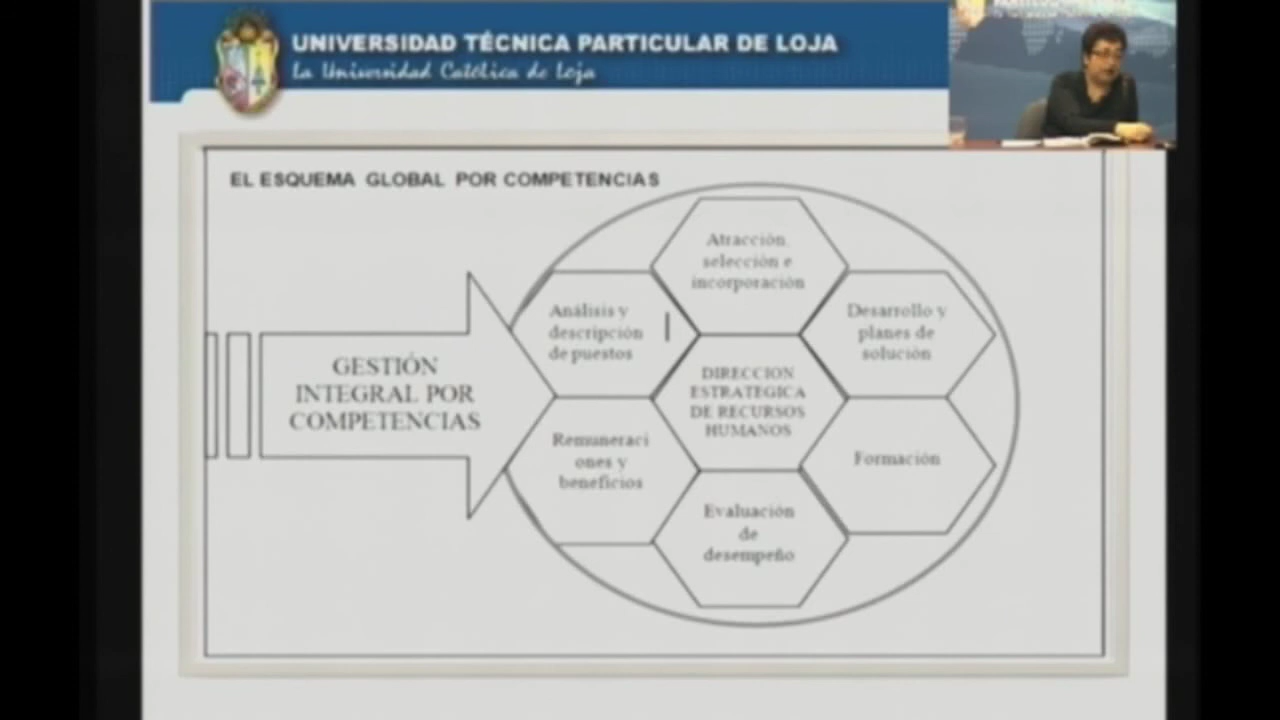 UNIVERSIDAD TÉCNICA PARTICULAR DE LOJA
La Universidad Católica de Loja
EL ESQUEMA GLOBAL POR COMPETENCIAS
GESTIÓN
INTEGRAL POR
COMPETENCIAS
Atracción,
selección e
incorporación
Análisis y
descripción
de puestos
Desarrollo y
planes de
solución
DIRECCION
ESTRATEGICA
DE RECURSOS
HUMANOS
Remuneraci
ones y
beneficios
Formación
Evaluación
de
desempeño